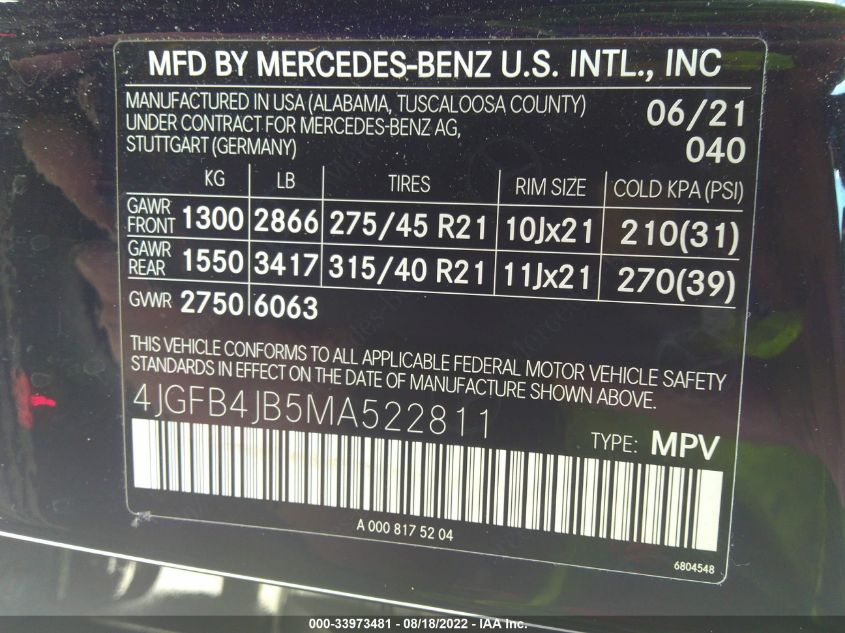 MFD BY MERCEDES-BENZ U.S. INTL., INC
MANUFACTURED IN USA (ALABAMA, TUSCALOOSA COUNTY) 06/21
UNDER CONTRACT FOR MERCEDES-BENZ AG,
STUTTGART (GERMANY) 040
KG LB TIRES RIM SIZE COLD KPA (PSI)
GAWR FRONT 1300 2866 275/45 R21 10Jx21 210(31)
GAWR REAR 1550 3417 315/40 R21 11Jx21 270(39)
GVWR 2750 6063
THIS VEHICLE CONFORMS TO ALL APPLICABLE FEDERAL MOTOR VEHICLE SAFETY
STANDARDS IN EFFECT ON THE DATE OF MANUFACTURE SHOWN ABOVE.
4JGFB4JB5MA522811
TYPE: MPV
A 000 817 52 04
6804548
000-33973481 - 08/18/2022 - IAA Inc.